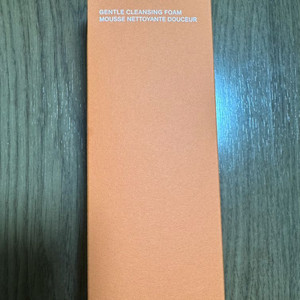 GENTLE CLEANSING FOAM
MOUSSE NETTOYANTE DOUCEUR